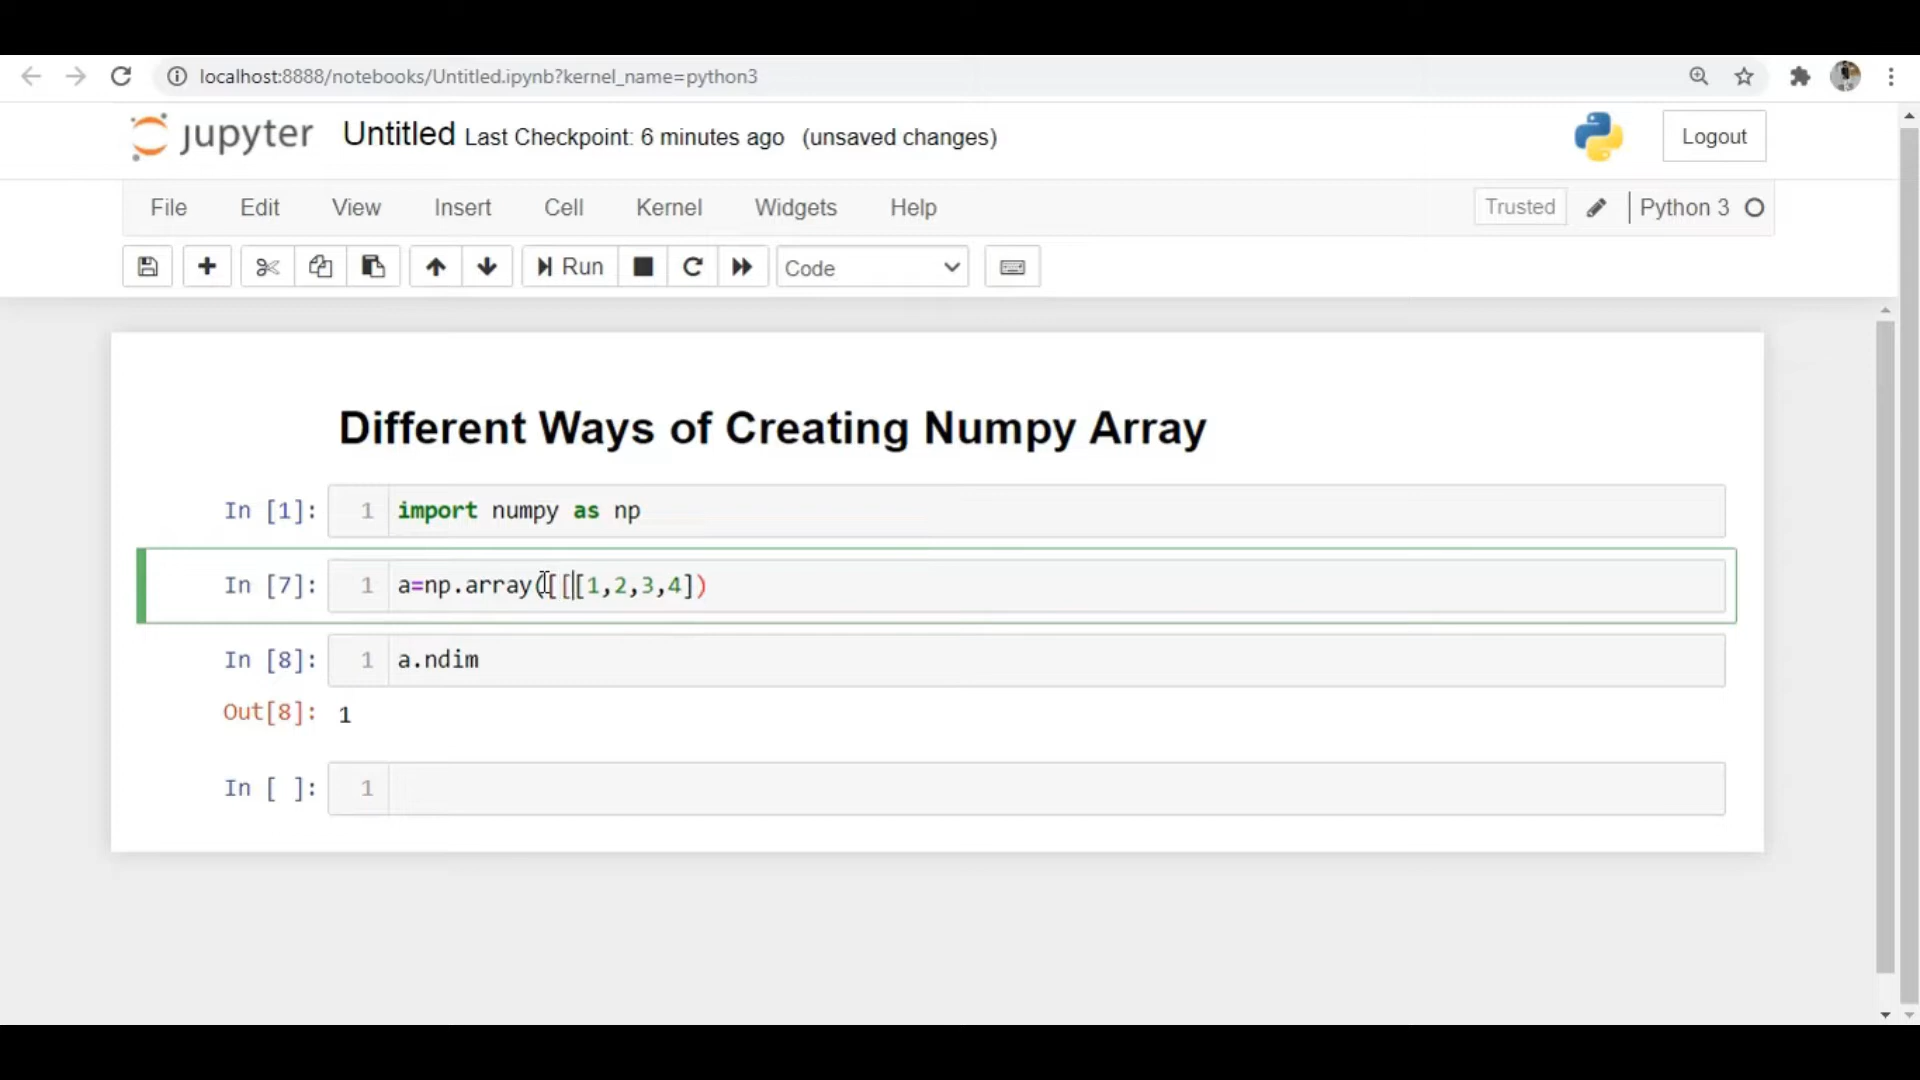 localhost:8888/notebooks/Untitled.ipynb?kernel_name=python3
jupyter Untitled Last Checkpoint: 6 minutes ago (unsaved changes)
Logout
File Edit View Insert Cell Kernel Widgets Help
Trusted Python 3
Run Code
Different Ways of Creating Numpy Array
In [1]: 1 import numpy as np
In [7]: 1 a=np.array([[[1,2,3,4])
In [8]: 1 a.ndim
Out[8]: 1
In [ ]: 1